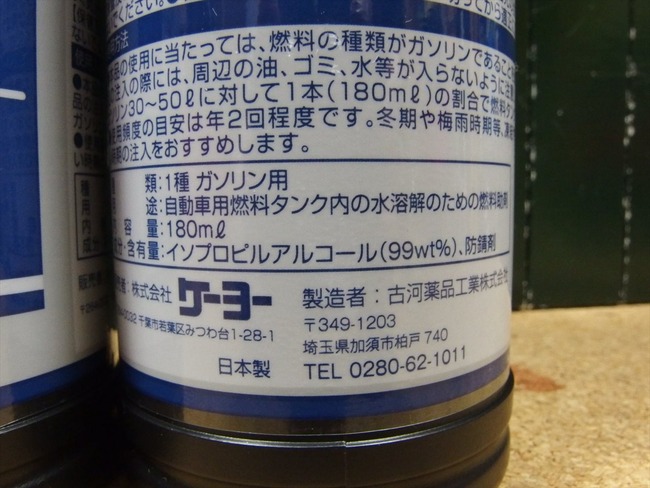 方法
品の使用に当たっては、燃料の種類がガソリンであること
注入の際には、周辺の油、ゴミ、水等が入らないように注意
リン30～50ℓに対して1本(180mℓ)の割合で燃料タン
使用頻度の目安は年2回程度です。冬期や梅雨時期等、
の注入をおすすめします。
類:1種 ガソリン用
途:自動車用燃料タンク内の水溶解のための燃料助剤
容 量:180mℓ
・含有量:イソプロピルアルコール(99wt%)、防錆剤
者:株式会社 ケーヨー
千葉市若葉区みつわ台1-28-1
日本製
製造者:古河薬品工業株式会社
〒349-1203
埼玉県加須市柏戸740
TEL 0280-62-1011